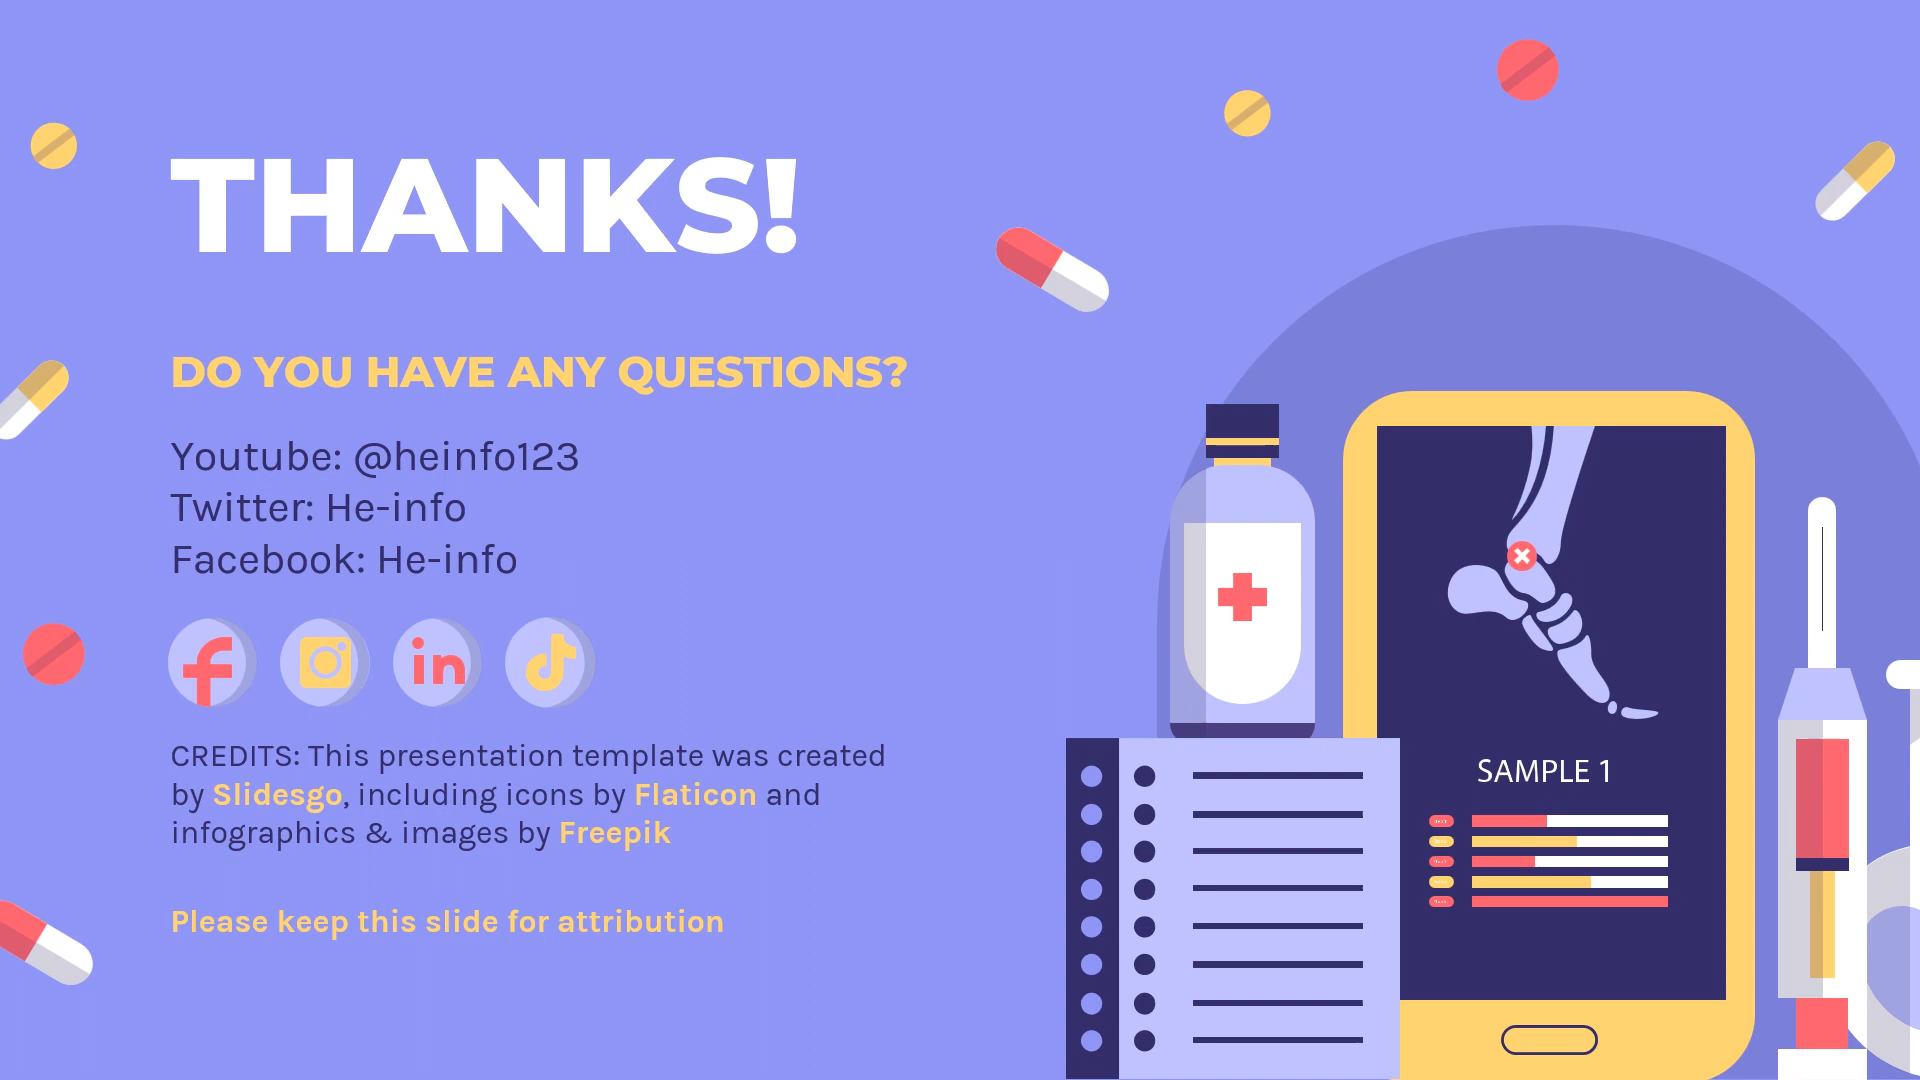 THANKS!
DO YOU HAVE ANY QUESTIONS?
Youtube: @heinfo123
Twitter: He-info
Facebook: He-info
in
CREDITS: This presentation template was created
by Slidesgo, including icons by Flaticon and
infographics & images by Freepik
Please keep this slide for attribution
SAMPLE 1